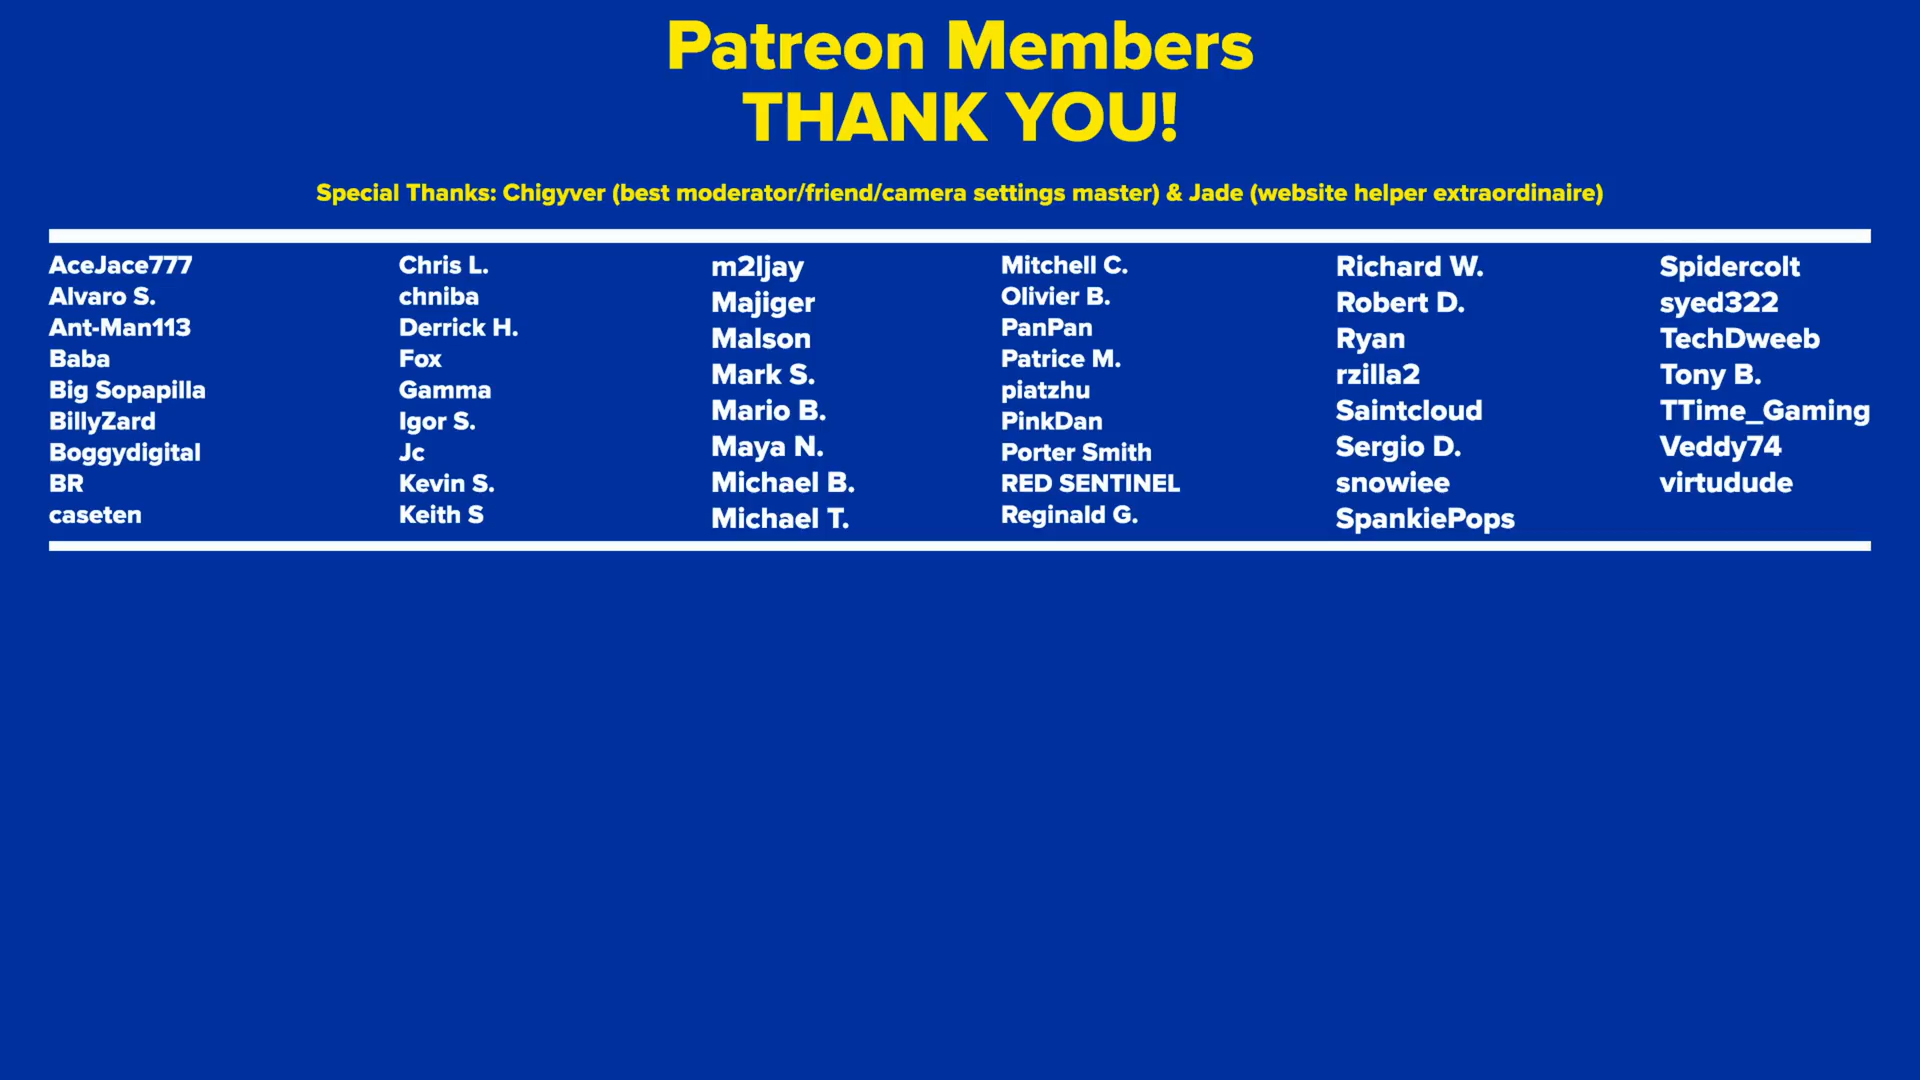 Patreon Members
THANK YOU!
Special Thanks: Chigyver (best moderator/friend/camera settings master) & Jade (website helper extraordinaire)
AceJace777
Alvaro S.
Ant-Man113
Baba
Big Sopapilla
BillyZard
Boggydigital
BR
caseten
Chris L.
chniba
Derrick H.
Fox
Gamma
Igor S.
Jc
Kevin S.
Keith S
m2ljay
Majiger
Malson
Mark S.
Mario B.
Maya N.
Michael B.
Michael T.
Mitchell C.
Olivier B.
PanPan
Patrice M.
piatzhu
PinkDan
Porter Smith
RED SENTINEL
Reginald G.
Richard W.
Robert D.
Ryan
rzilla2
Saintcloud
Sergio D.
snowiee
SpankiePops
Spidercolt
syed322
TechDweeb
Tony B.
TTime_Gaming
Veddy74
virtudude